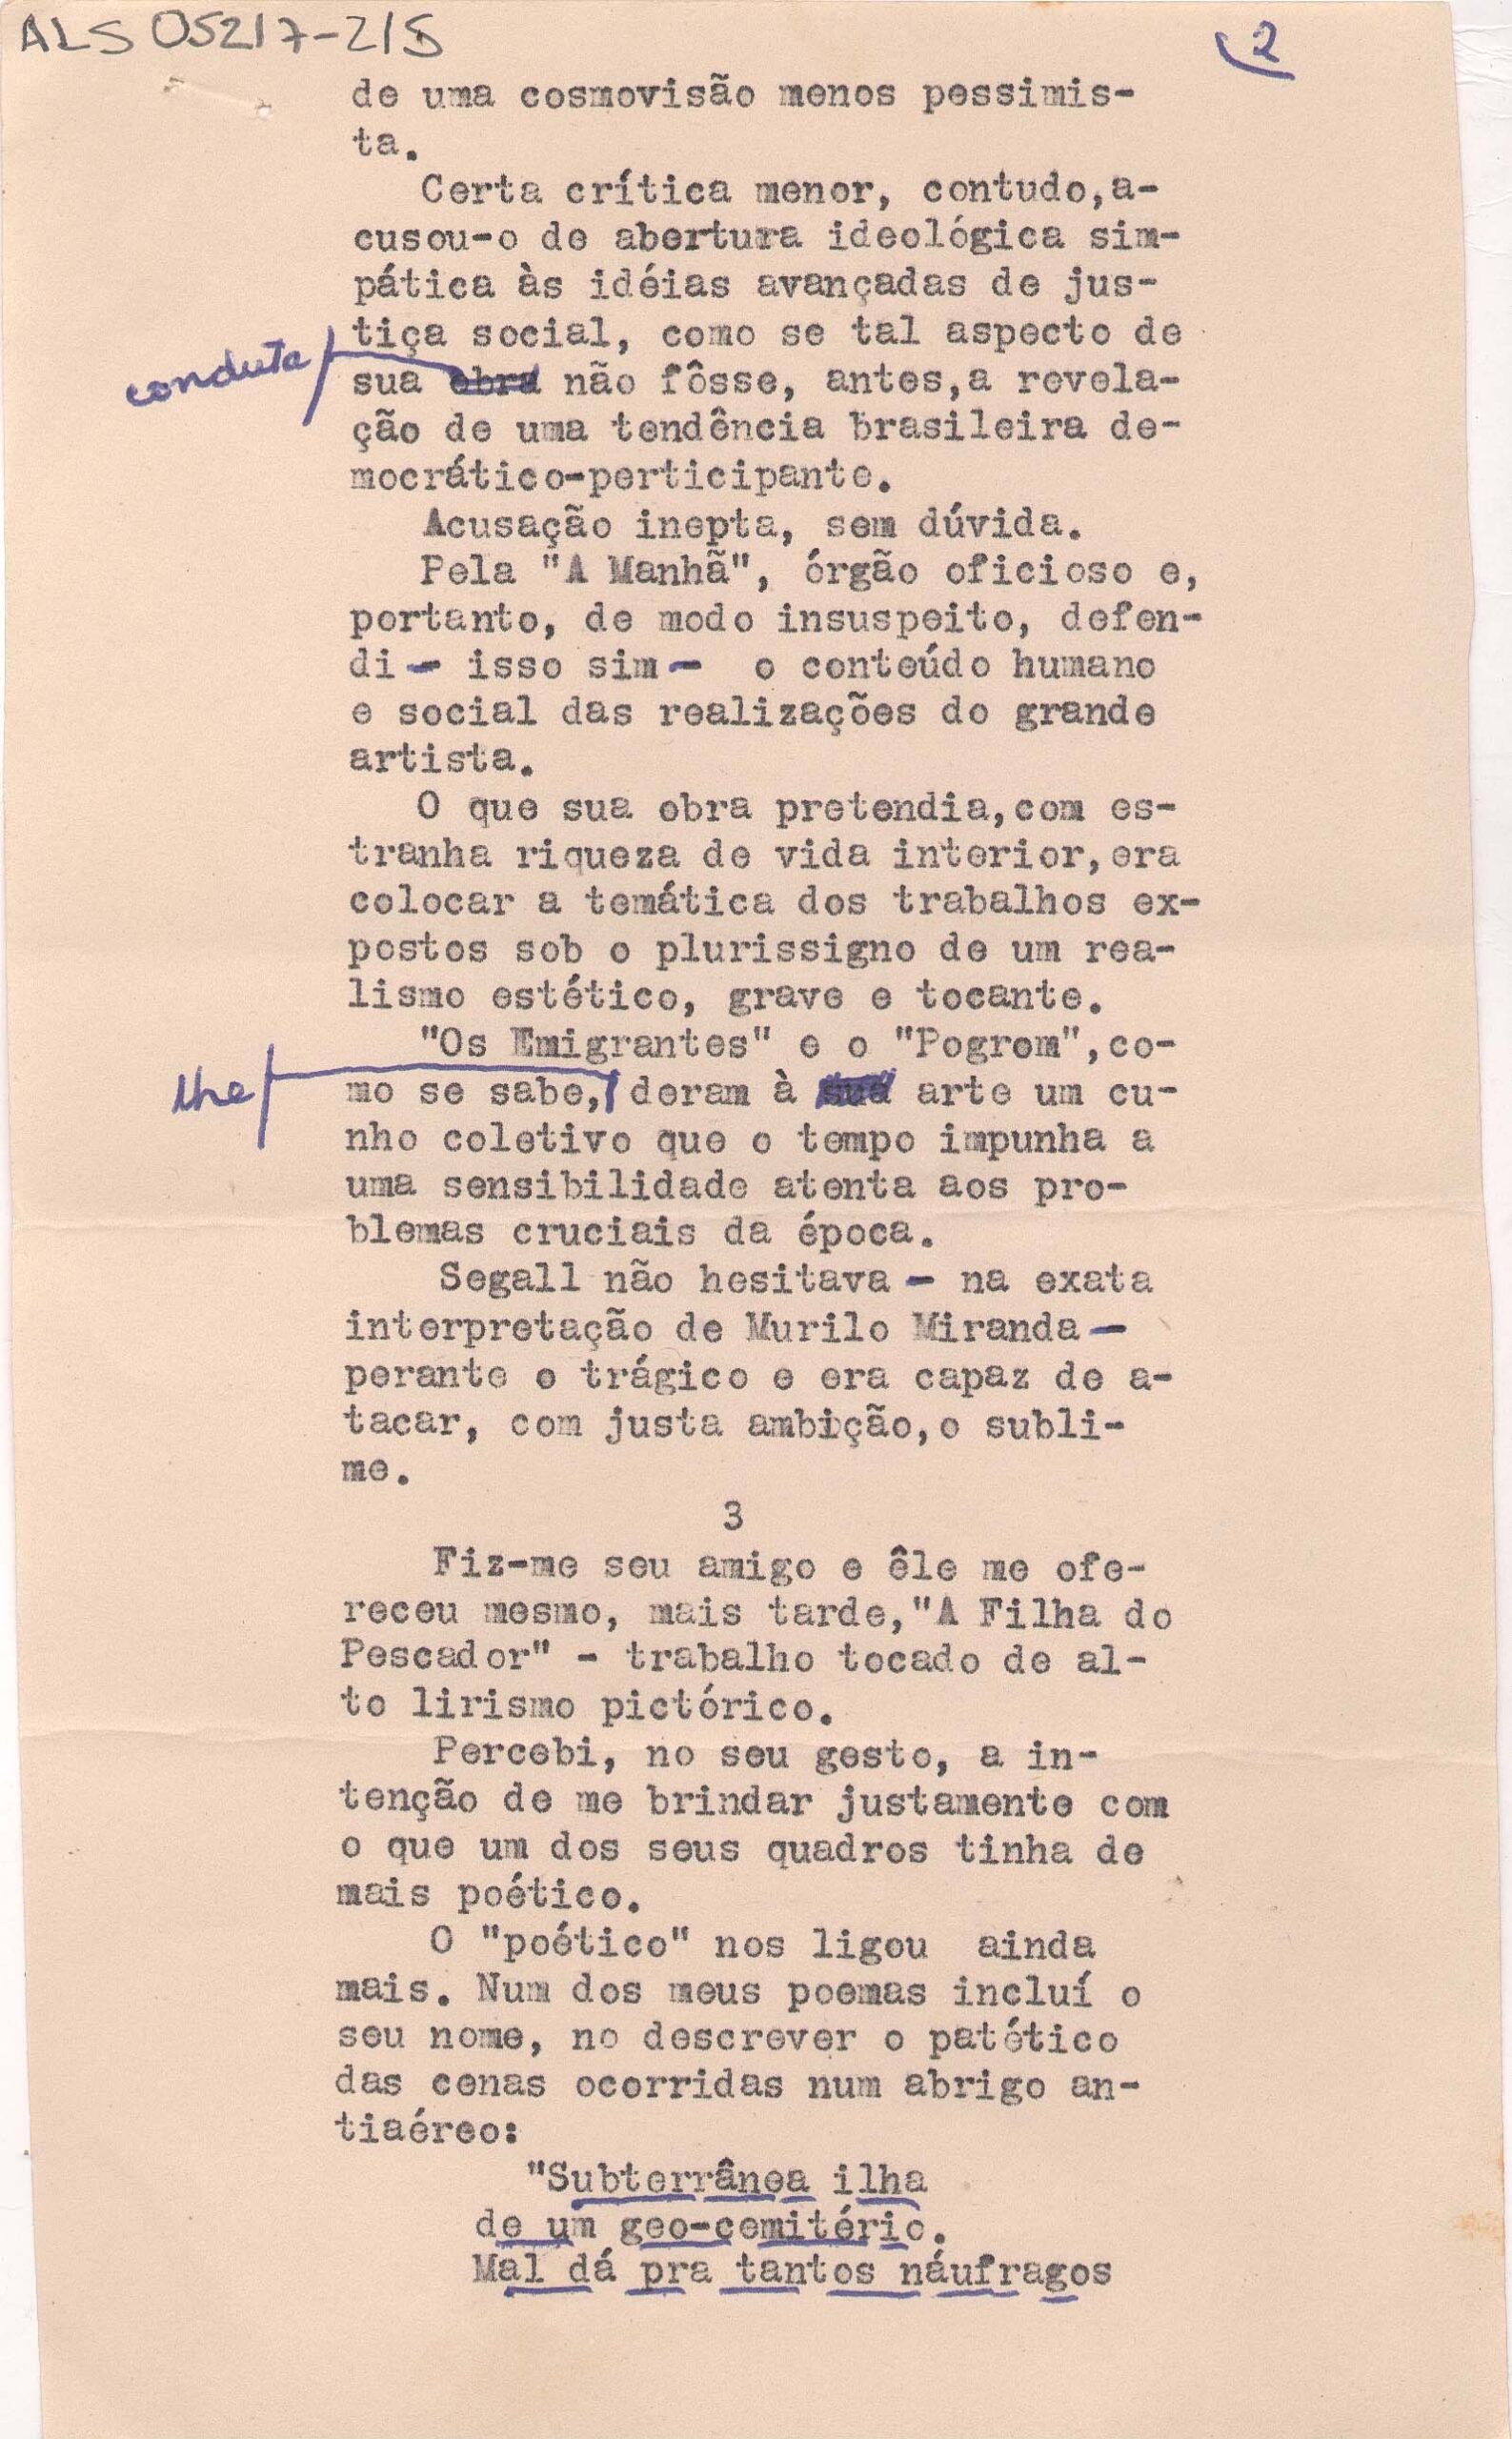 ALS 05217-2/5
2
de uma cosmovisão menos pessimis-
ta.
Certa crítica menor, contudo,a-
cusou-o de abertura ideológica sim-
pática às idéias avançadas de jus-
tiça social, como se tal aspecto de
conduta
sua obra não fôsse, antes,a revela-
ção de uma tendência brasileira de-
mocrático-perticipante.
Acusação inepta, sem dúvida.
Pela "A Manhã", órgão oficioso e,
portanto, de modo insuspeito, defen-
di - isso sim - o conteúdo humano
e social das realizações do grande
artista.
O que sua obra pretendia,com es-
tranha riqueza de vida interior,era
colocar a temática dos trabalhos ex-
postos sob o plurissigno de um rea-
lismo estético, grave e tocante.
"Os Emigrantes" e o "Pogrom",co-
lhe
mo se sabe, deram à sua arte um cu-
nho coletivo que o tempo impunha a
uma sensibilidade atenta aos pro-
blemas cruciais da época.
Segall não hesitava - na exata
interpretação de Murilo Miranda -
perante o trágico e era capaz de a-
tacar, com justa ambição,o subli-
me.
3
Fiz-me seu amigo e êle me ofe-
receu mesmo, mais tarde,"A Filha do
Pescador" - trabalho tocado de al-
to lirismo pictórico.
Percebi, no seu gesto, a in-
tenção de me brindar justamente com
o que um dos seus quadros tinha de
mais poético.
O "poético" nos ligou ainda
mais. Num dos meus poemas incluí o
seu nome, no descrever o patético
das cenas ocorridas num abrigo an-
tiaéreo:
"Subterrânea ilha
de um geo-cemitério.
Mal dá pra tantos náufragos